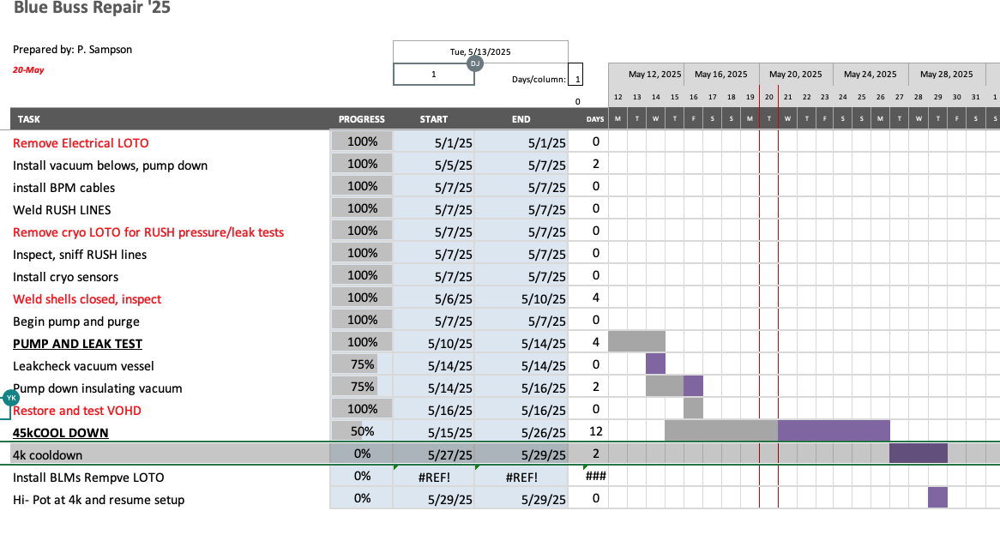 Blue Buss Repair '25
Prepared by: P. Sampson
20-May
Tue, 5/13/2025
DJ
1 Days/column: 1
0
May 12, 2025 May 16, 2025 May 20, 2025 May 24, 2025 May 28, 2025
12 13 14 15 16 17 18 19 20 21 22 23 24 25 26 27 28 29 30 31 1
TASK PROGRESS START END DAYS M T W T F S S M T W T F S S M T W T F S S
Remove Electrical LOTO 100% 5/1/25 5/1/25 0
Install vacuum belows, pump down 100% 5/5/25 5/7/25 2
install BPM cables 100% 5/7/25 5/7/25 0
Weld RUSH LINES 100% 5/7/25 5/7/25 0
Remove cryo LOTO for RUSH pressure/leak tests 100% 5/7/25 5/7/25 0
Inspect, sniff RUSH lines 100% 5/7/25 5/7/25 0
Install cryo sensors 100% 5/7/25 5/7/25 0
Weld shells closed, inspect 100% 5/6/25 5/10/25 4
Begin pump and purge 100% 5/7/25 5/7/25 0
PUMP AND LEAK TEST 100% 5/10/25 5/14/25 4
Leakcheck vacuum vessel 75% 5/14/25 5/14/25 0
Pump down insulating vacuum 75% 5/14/25 5/16/25 2
YK
Restore and test VOHD 100% 5/16/25 5/16/25 0
45kCOOL DOWN 50% 5/15/25 5/26/25 12
4k cooldown 0% 5/27/25 5/29/25 2
Install BLMs Rempve LOTO 0% #REF! #REF! ###
Hi- Pot at 4k and resume setup 0% 5/29/25 5/29/25 0